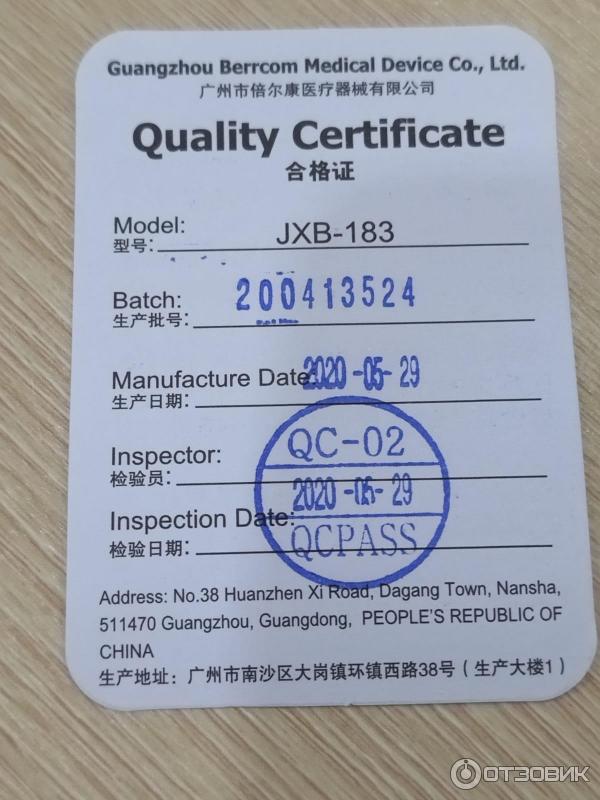 Guangzhou Berrcom Medical Device Co., Ltd.
广州市倍尔康医疗器械有限公司
Quality Certificate
合格证
Model: JXB-183
型号:
Batch: 200413524
生产批号:
Manufacture Date: 2020-05-29
生产日期:
Inspector: QC-02
检验员:
2020-05-29
Inspection Date:
QCPASS
检验日期:
Address: No.38 Huanzhen Xi Road, Dagang Town, Nansha,
511470 Guangzhou, Guangdong, PEOPLE'S REPUBLIC OF
CHINA
生产地址: 广州市南沙区大岗镇环镇西路38号（生产大楼1）
ОТЗОВИК